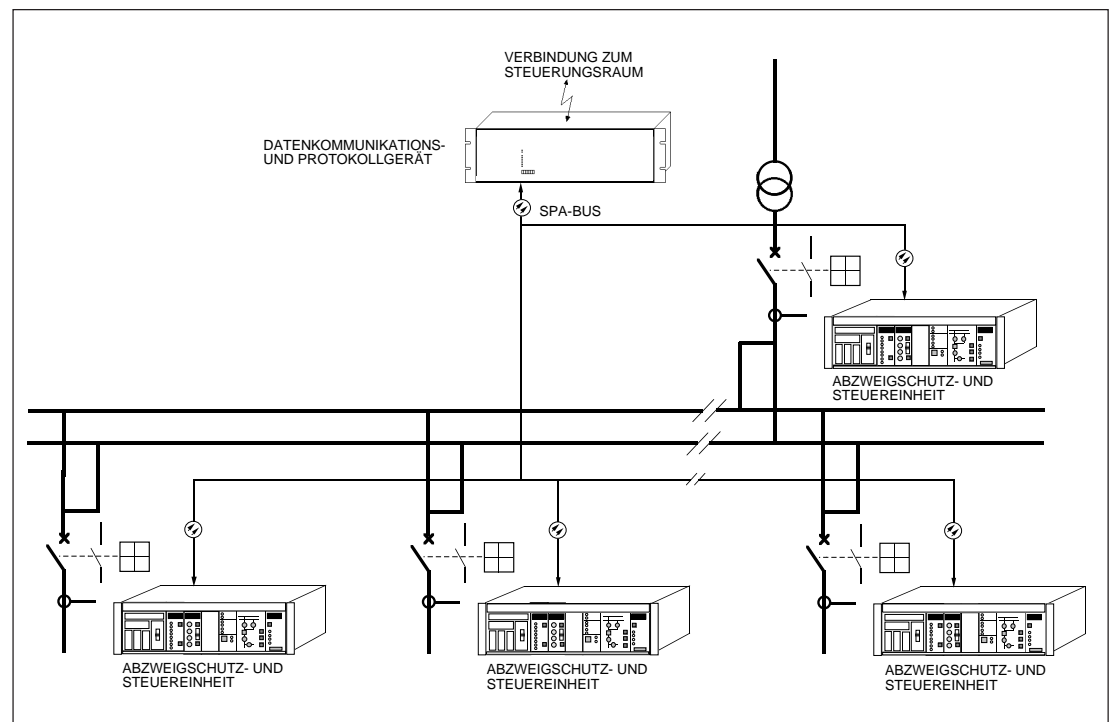 VERBINDUNG ZUM
STEUERUNGSRAUM
DATENKOMMUNIKATIONS-
UND PROTOKOLLGERÄT
SPA-BUS
ABZWEIGSCHUTZ- UND
STEUEREINHEIT
ABZWEIGSCHUTZ- UND
STEUEREINHEIT
ABZWEIGSCHUTZ- UND
STEUEREINHEIT
ABZWEIGSCHUTZ- UND
STEUEREINHEIT